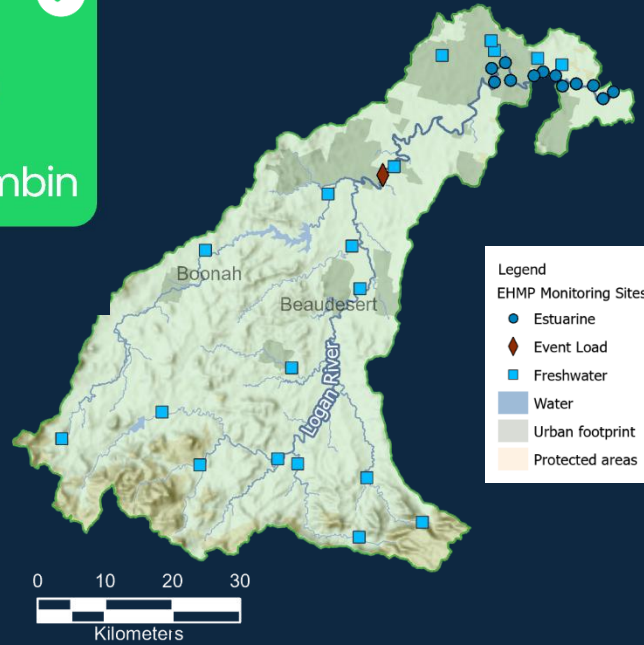 mbin
Boonah
Beaudesert
Logan River
Legend
EHMP Monitoring Sites
Estuarine
Event Load
Freshwater
Water
Urban footprint
Protected areas
0 10 20 30
Kilometers